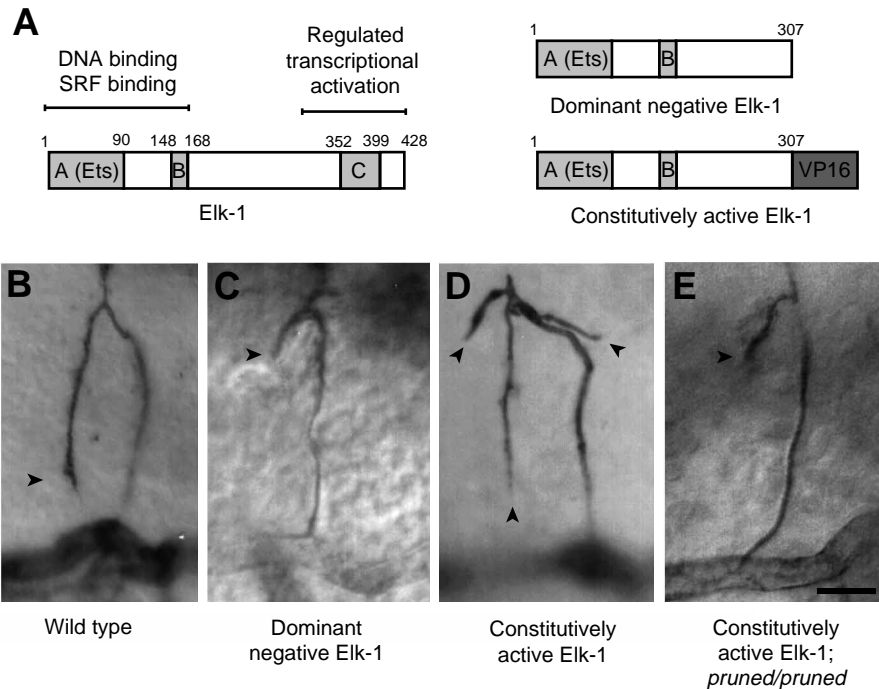 A
DNA binding
SRF binding
Regulated
transcriptional
activation
1 90 148 168 352 399 428
A (Ets) B C
Elk-1
1 307
A (Ets) B
Dominant negative Elk-1
1 307
A (Ets) B VP16
Constitutively active Elk-1
B
C
D
E
Wild type
Dominant
negative Elk-1
Constitutively
active Elk-1
Constitutively
active Elk-1;
pruned/pruned